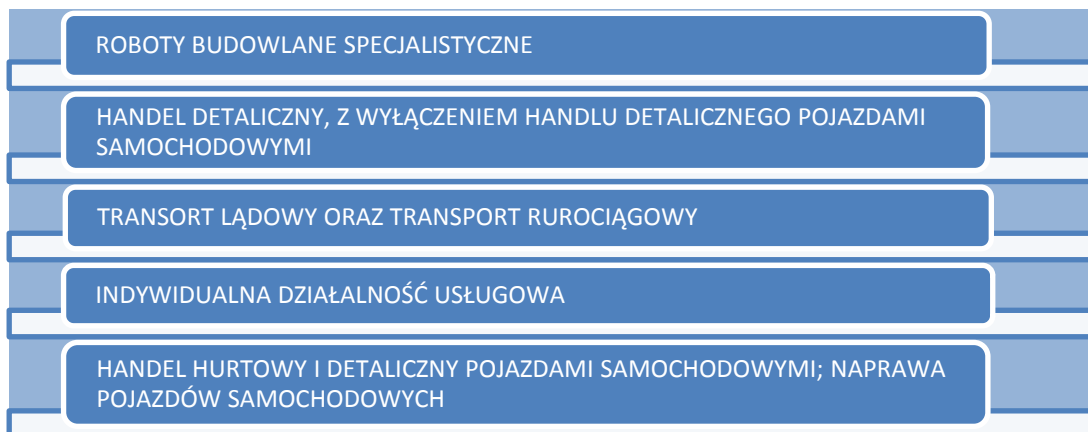 ROBOTY BUDOWLANE SPECJALISTYCZNE
HANDEL DETALICZNY, Z WYŁĄCZENIEM HANDLU DETALICZNEGO POJAZDAMI
SAMOCHODOWYMI
TRANSORT LĄDOWY ORAZ TRANSPORT RUROCIĄGOWY
INDYWIDUALNA DZIAŁALNOŚĆ USŁUGOWA
HANDEL HURTOWY I DETALICZNY POJAZDAMI SAMOCHODOWYMI; NAPRAWA
POJAZDÓW SAMOCHODOWYCH